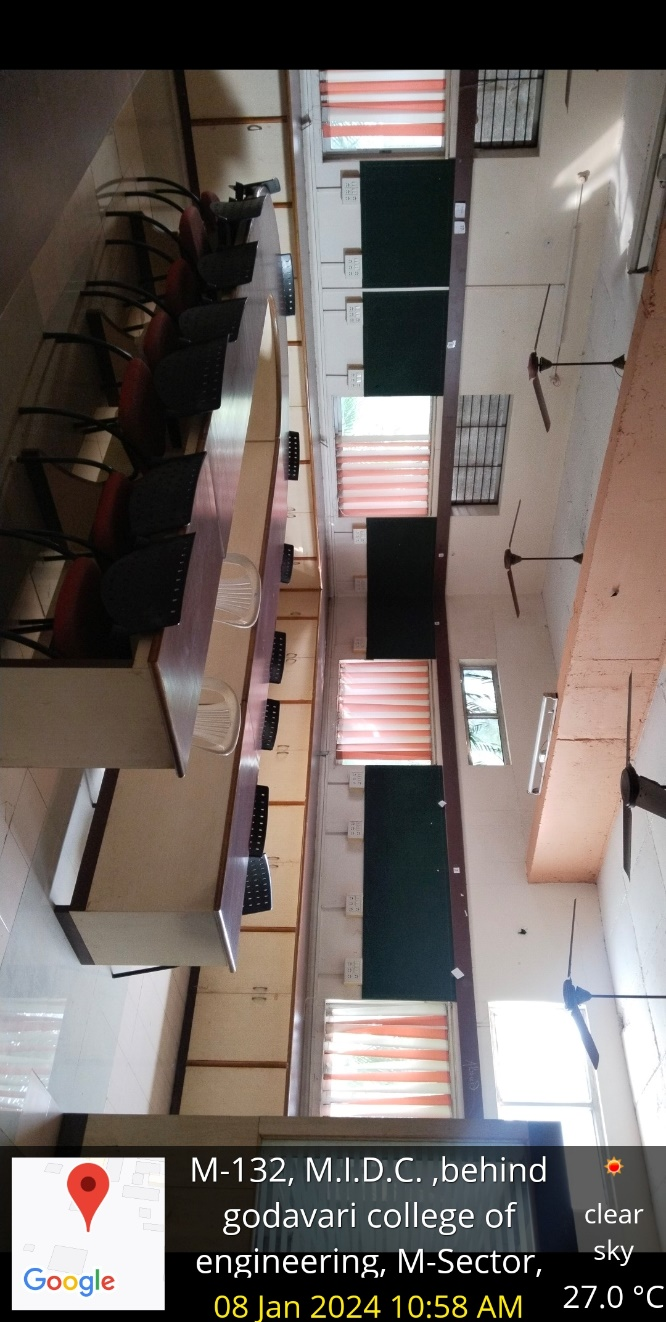 M-132, M.I.D.C. ,behind
godavari college of
engineering, M-Sector,
08 Jan 2024 10:58 AM
Google
clear
sky
27.0 °C